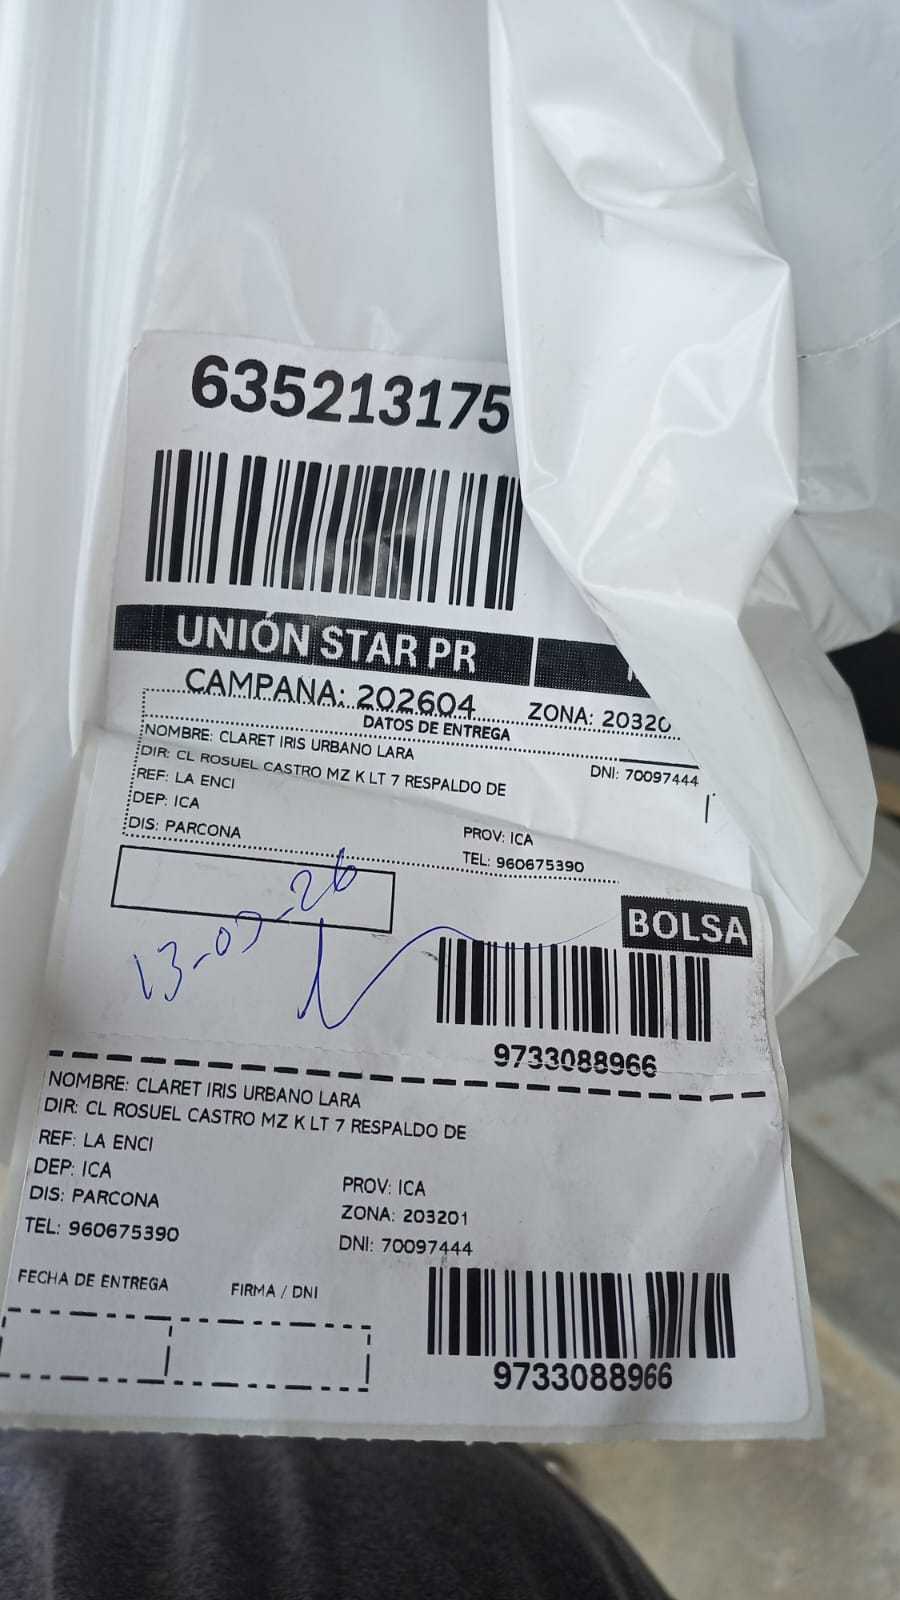 635213175
UNIÓN STAR PR
CAMPANA: 202604
ZONA: 20320
DATOS DE ENTREGA
NOMBRE: CLARET IRIS URBANO LARA
DNI: 70097444
DIR: CL ROSUEL CASTRO MZ K LT 7 RESPALDO DE
REF: LA ENCI
DEP: ICA
PROV: ICA
DIS: PARCONA
TEL: 960675390
13-03-26
BOLSA
9733088966
NOMBRE: CLARET IRIS URBANO LARA
DIR: CL ROSUEL CASTRO MZ K LT 7 RESPALDO DE
REF: LA ENCI
DEP: ICA
PROV: ICA
DIS: PARCONA
ZONA: 203201
TEL: 960675390
DNI: 70097444
FECHA DE ENTREGA
FIRMA / DNI
9733088966